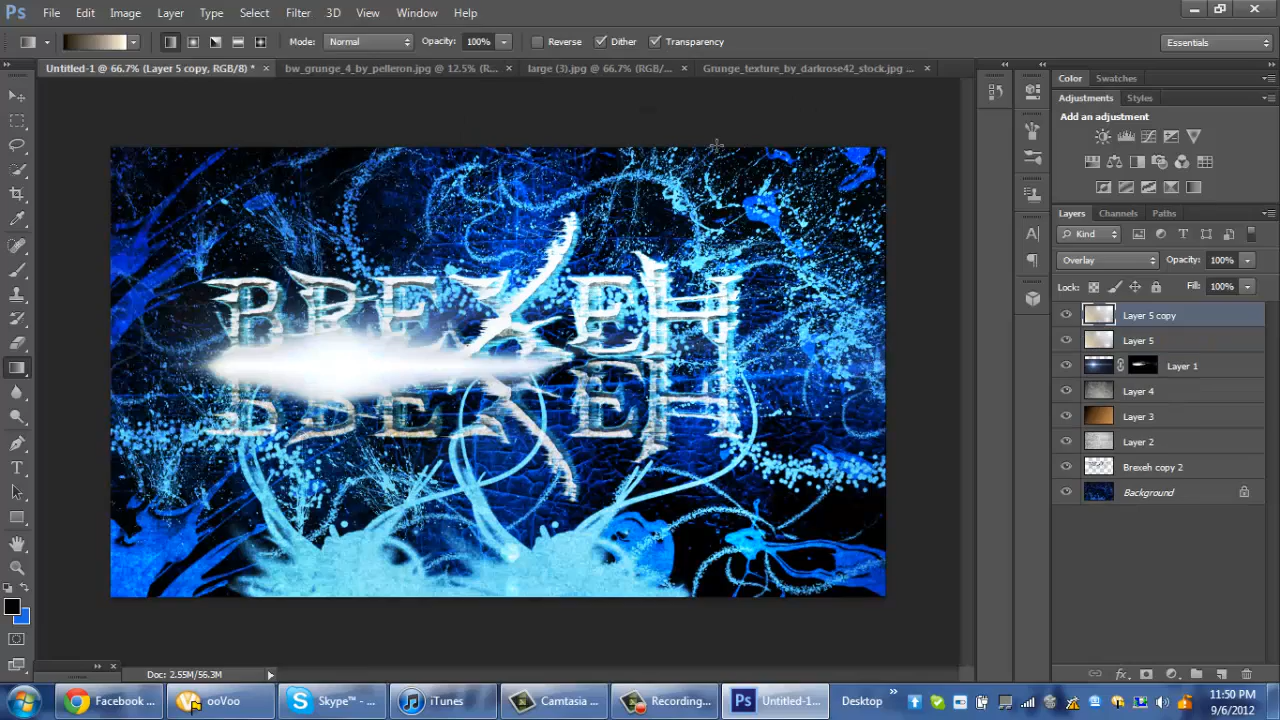 Ps File Edit Image Layer Type Select Filter 3D View Window Help
Mode: Normal Opacity: 100% Reverse Dither Transparency Essentials
Untitled-1 @ 66.7% (Layer 5 copy, RGB/8) * × bw_grunge_4_by_pelleron.jpg @ 12.5% (R... × large (3).jpg @ 66.7% (RGB/... × Grunge_texture_by_darkrose42_stock.jpg ... ×
Color Swatches
Adjustments Styles
Add an adjustment
Layers Channels Paths
Kind
Overlay Opacity: 100%
Lock: Fill: 100%
Layer 5 copy
Layer 5
Layer 1
Layer 4
Layer 3
Layer 2
Brexeh copy 2
Background
BREXEH
Doc: 2.55M/56.3M
Facebook ... ooVoo Skype™ - ... iTunes Camtasia ... Recording... Ps Untitled-1... Desktop
11:50 PM
9/6/2012